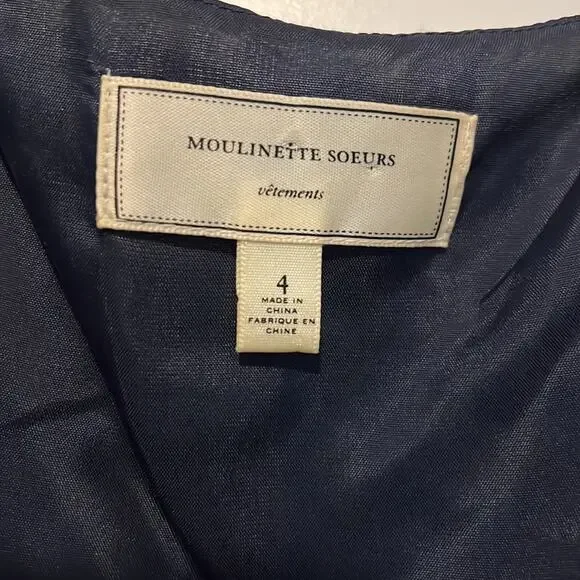 MOULINETTE SOEURS
vêtements
4
MADE IN
CHINA
FABRIQUE EN
CHINE